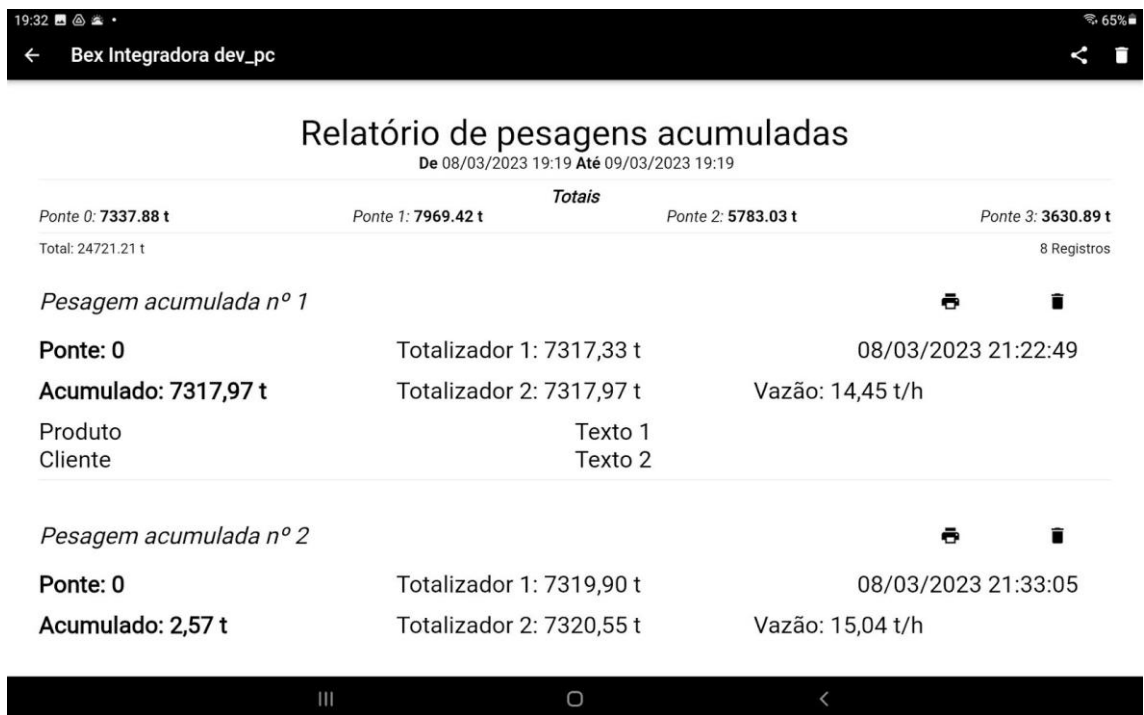 19:32 65%
Bex Integradora dev_pc
Relatório de pesagens acumuladas
De 08/03/2023 19:19 Até 09/03/2023 19:19
Totais
Ponte 0: 7337.88 t Ponte 1: 7969.42 t Ponte 2: 5783.03 t Ponte 3: 3630.89 t
Total: 24721.21 t 8 Registros
Pesagem acumulada nº 1
Ponte: 0 Totalizador 1: 7317,33 t 08/03/2023 21:22:49
Acumulado: 7317,97 t Totalizador 2: 7317,97 t Vazão: 14,45 t/h
Produto Texto 1
Cliente Texto 2
Pesagem acumulada nº 2
Ponte: 0 Totalizador 1: 7319,90 t 08/03/2023 21:33:05
Acumulado: 2,57 t Totalizador 2: 7320,55 t Vazão: 15,04 t/h